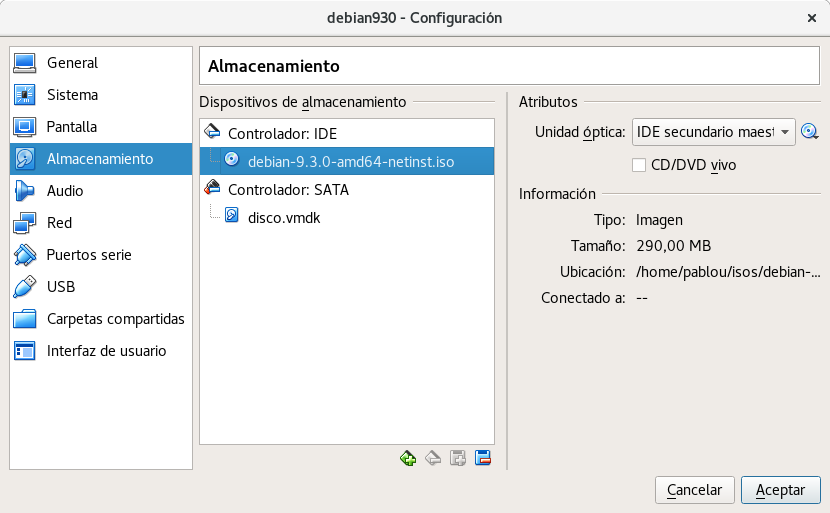 debian930 - Configuración
General
Sistema
Pantalla
Almacenamiento
Audio
Red
Puertos serie
USB
Carpetas compartidas
Interfaz de usuario
Almacenamiento
Dispositivos de almacenamiento
Controlador: IDE
debian-9.3.0-amd64-netinst.iso
Controlador: SATA
disco.vmdk
Atributos
Unidad óptica: IDE secundario maest
CD/DVD vivo
Información
Tipo: Imagen
Tamaño: 290,00 MB
Ubicación: /home/pablou/isos/debian-...
Conectado a: --
Cancelar
Aceptar